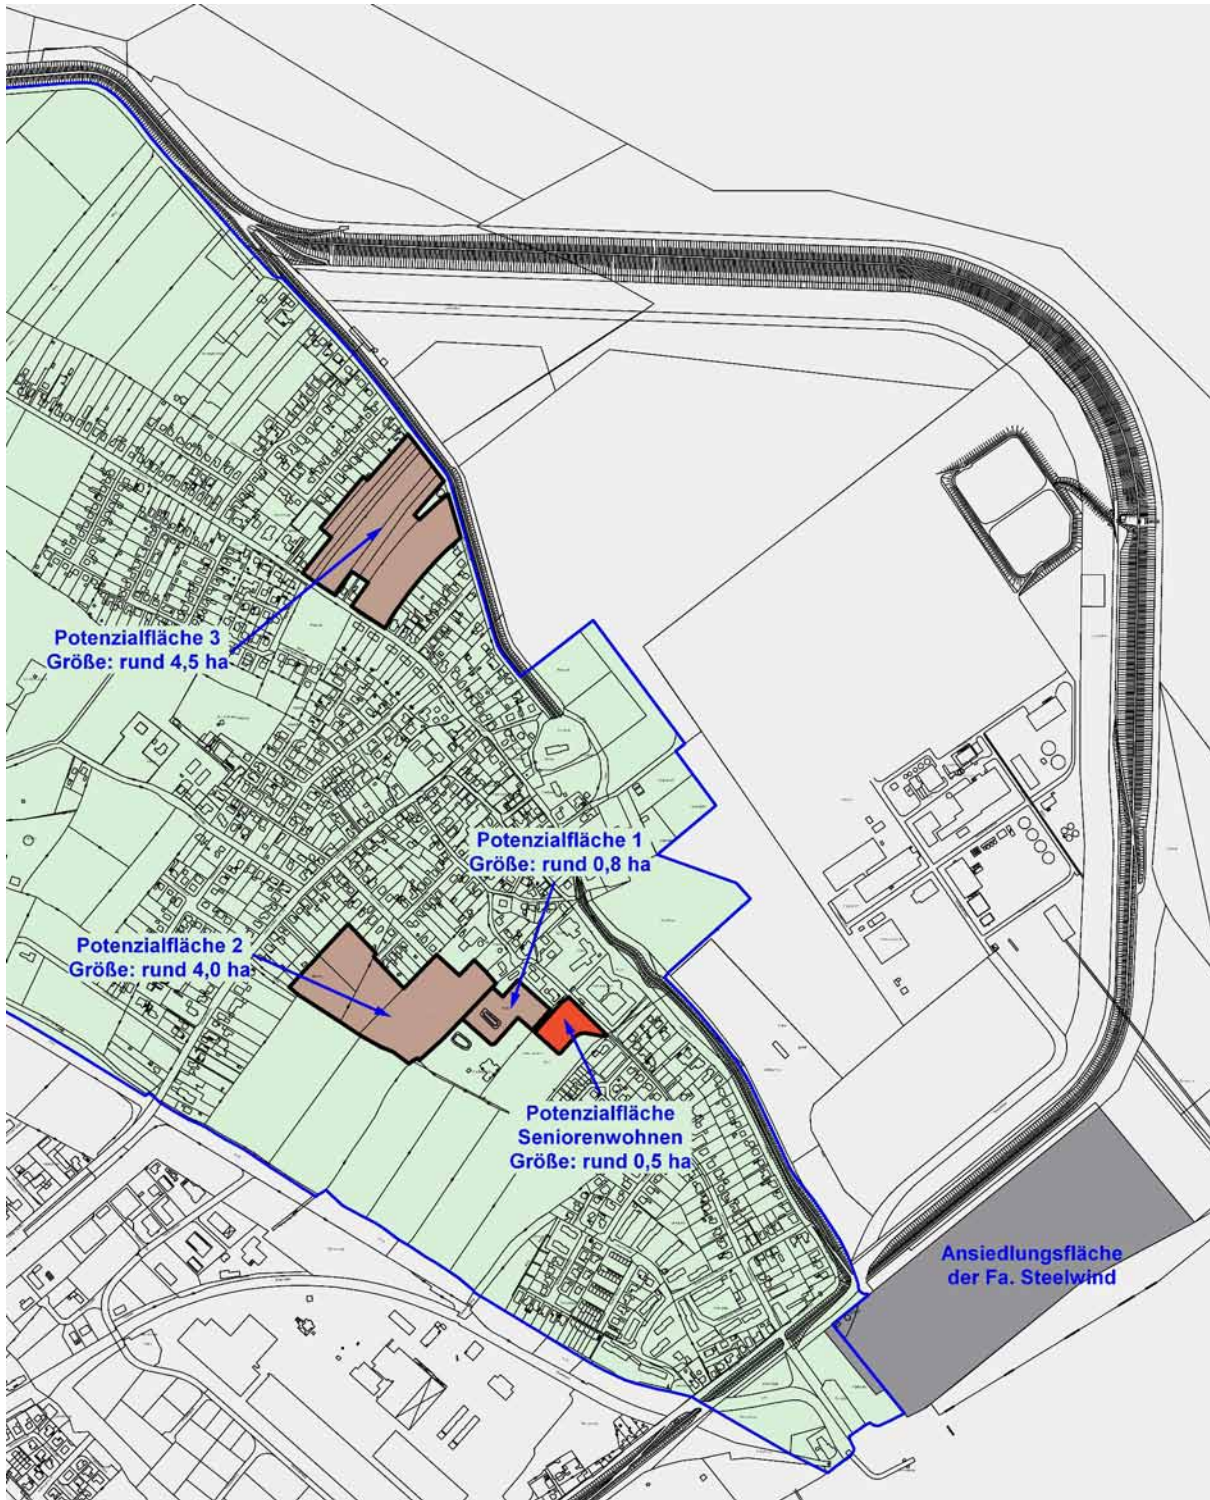 Potenzialfläche 3
Größe: rund 4,5 ha
Potenzialfläche 1
Größe: rund 0,8 ha
Potenzialfläche 2
Größe: rund 4,0 ha
Potenzialfläche
Seniorenwohnen
Größe: rund 0,5 ha
Ansiedlungsfläche
der Fa. Steelwind